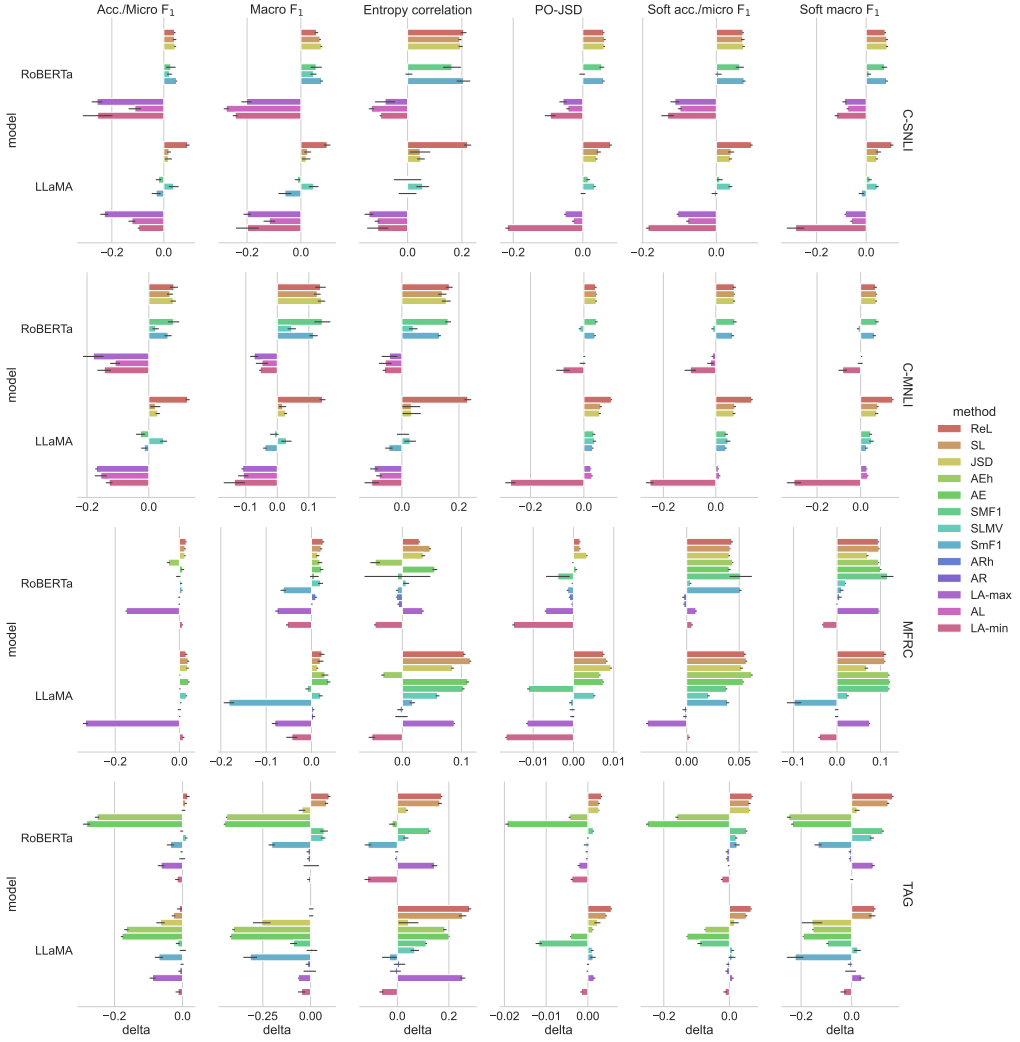 Acc./Micro F₁ Macro F₁ Entropy correlation PO-JSD Soft acc./micro F₁ Soft macro F₁
RoBERTa
model
LLaMA
C-SNLI
−0.2 0.0 −0.2 0.0 0.0 0.2 −0.2 0.0 −0.2 0.0 −0.2 0.0
RoBERTa
model
LLaMA
C-MNLI
−0.2 0.0 −0.1 0.0 0.1 0.0 0.2 −0.2 0.0 −0.2 0.0 −0.2 0.0
method
ReL
SL
JSD
AEh
AE
SMF1
SLMV
SmF1
ARh
AR
LA-max
AL
LA-min
RoBERTa
model
LLaMA
MFRC
−0.2 0.0 −0.2 −0.1 0.0 0.0 0.1 −0.01 0.00 0.01 0.00 0.05 −0.1 0.0 0.1
RoBERTa
model
LLaMA
TAG
−0.2 0.0 −0.25 0.00 0.0 0.2 −0.02 −0.01 0.00 −0.2 0.0 −0.2 0.0
delta delta delta delta delta delta